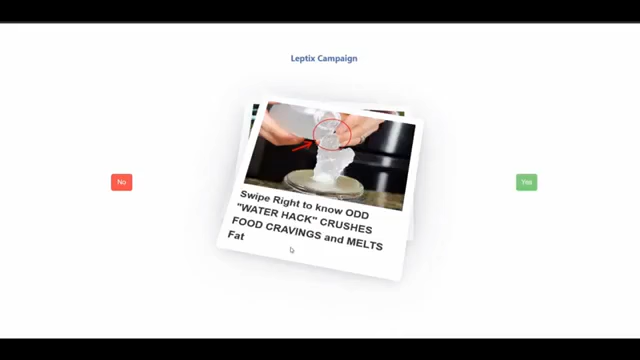 Leptix Campaign
No
Yes
Swipe Right to know ODD
"WATER HACK" CRUSHES
FOOD CRAVINGS and MELTS
Fat